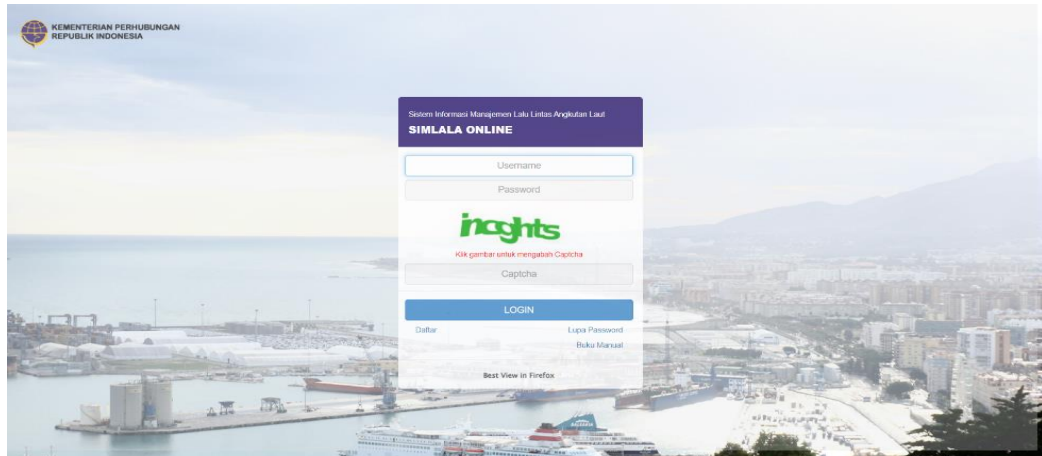 KEMENTERIAN PERHUBUNGAN
REPUBLIK INDONESIA
Sistem Informasi Manajemen Lalu Lintas Angkutan Laut
SIMLALA ONLINE
Username
Password
Klik gambar untuk mengubah Captcha
Captcha
LOGIN
Daftar
Lupa Password
Buku Manual
Best View in Firefox